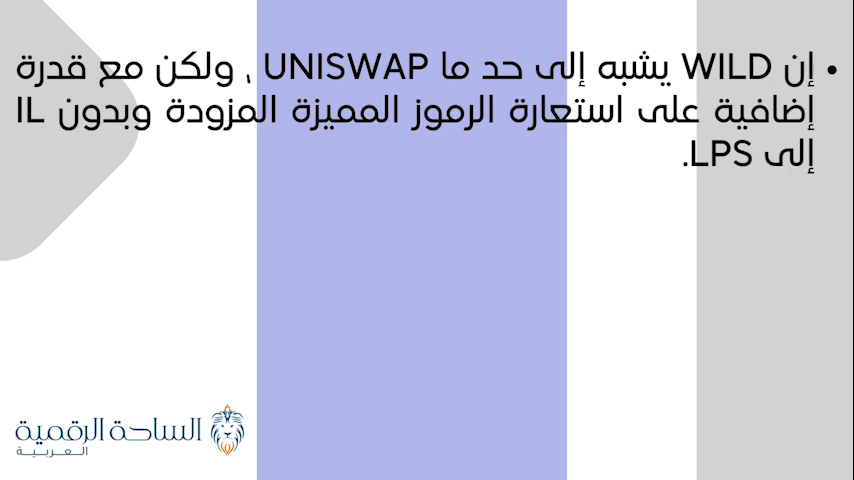 • إن WILD يشبه إلى حد ما UNISWAP ، ولكن مع قدرة
إضافية على استعارة الرموز المميزة المزودة وبدون IL
إلى LPS.
الساحة الرقمية
العربية